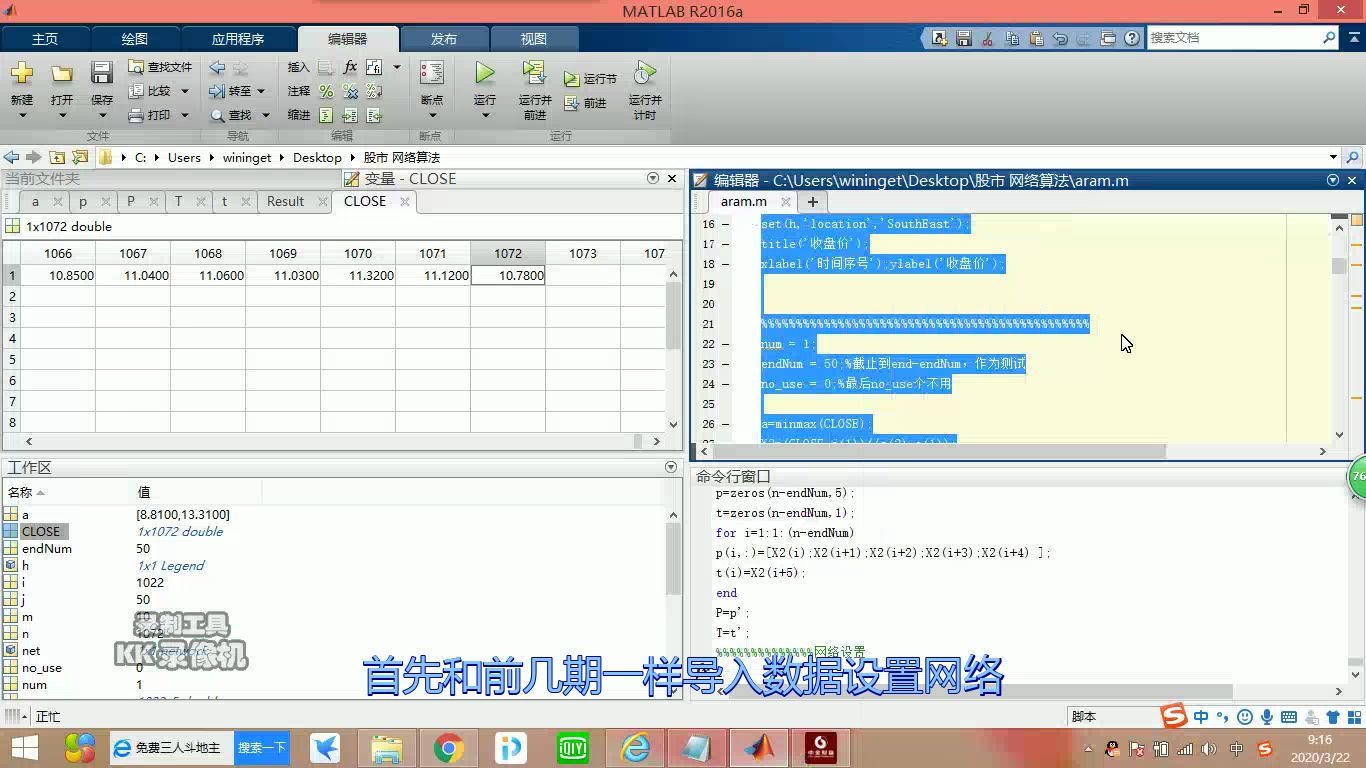 MATLAB R2016a
主页 绘图 应用程序 编辑器 发布 视图 搜索文档
新建 打开 保存 查找文件 比较 打印 转至 查找 插入 注释 缩进 断点 运行 运行并前进 运行节 前进 运行并计时
文件 导航 编辑 断点 运行
C: Users wininget Desktop 股市 网络算法
当前文件夹 变量 - CLOSE
a p P T t Result CLOSE
1x1072 double
1066 1067 1068 1069 1070 1071 1072 1073 107
1 10.8500 11.0400 11.0600 11.0300 11.3200 11.1200 10.7800
2
3
4
5
6
7
8
编辑器 - C:\Users\wininget\Desktop\股市 网络算法\aram.m
aram.m
16 set(h,'location','SouthEast');
17 title('收盘价');
18 xlabel('时间序号');ylabel('收盘价');
19
20
21 %%%%%%%%%%%%%%%%%%%%%%%%%%%%%%%%%%%%%%%%%%%%%%%
22 num = 1;
23 endNum = 50;%截止到end-endNum，作为测试
24 no_use = 0;%最后no_use个不用
25
26 a=minmax(CLOSE);
工作区
名称 值
a [8.8100,13.3100]
CLOSE 1x1072 double
endNum 50
h 1x1 Legend
i 1022
j 50
m 10
n 1072
net
no_use 0
num 1
命令行窗口
p=zeros(n-endNum,5);
t=zeros(n-endNum,1);
for i=1:1:(n-endNum)
p(i,:)=[X2(i);X2(i+1);X2(i+2);X2(i+3);X2(i+4) ];
t(i)=X2(i+5);
end
P=p';
T=t';
%%%%%%%%%%%%%%网络设置
录制工具
KK录像机
首先和前几期一样导入数据设置网络
正忙 脚本 中
免费三人斗地主 搜索一下
中
9:16
2020/3/22
76